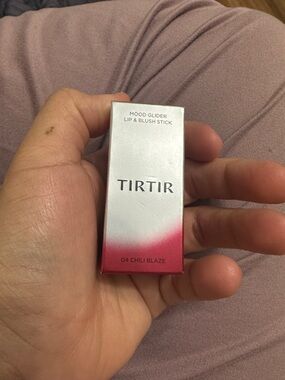 MOOD GLIDER
LIP & BLUSH STICK
TIRTIR
04 CHILI BLAZE